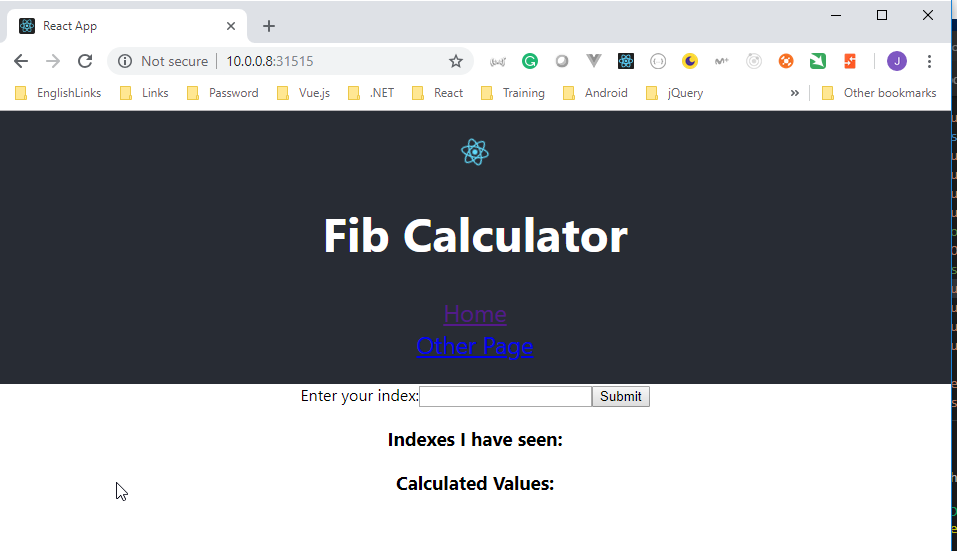 React App
Not secure | 10.0.0.8:31515
J
EnglishLinks Links Password Vue.js .NET React Training Android jQuery » Other bookmarks
Fib Calculator
Home
Other Page
Enter your index: Submit
Indexes I have seen:
Calculated Values: